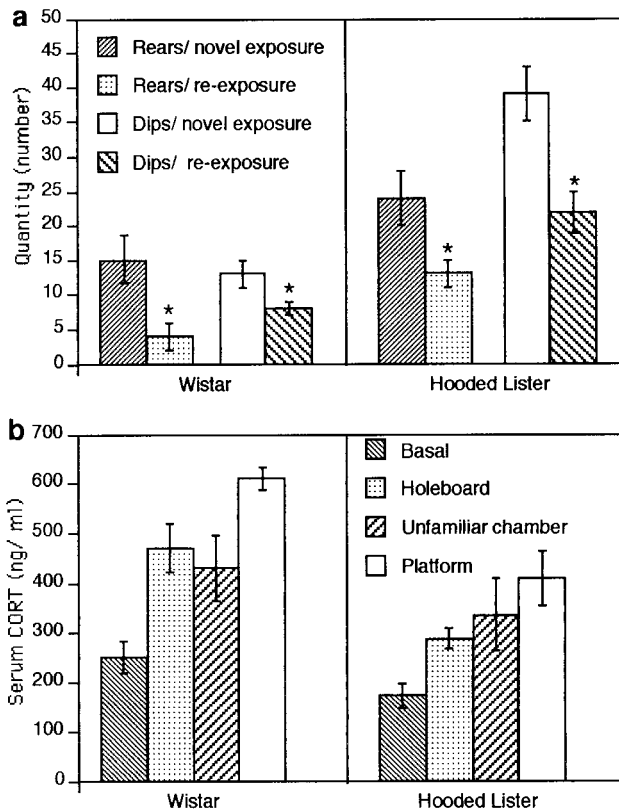 a
Quantity (number)
50
45
40
35
30
25
20
15
10
5
0
Rears/ novel exposure
Rears/ re-exposure
Dips/ novel exposure
Dips/ re-exposure
*
*
*
*
Wistar
Hooded Lister
b
Serum CORT (ng/ ml)
700
600
500
400
300
200
100
0
Basal
Holeboard
Unfamiliar chamber
Platform
Wistar
Hooded Lister